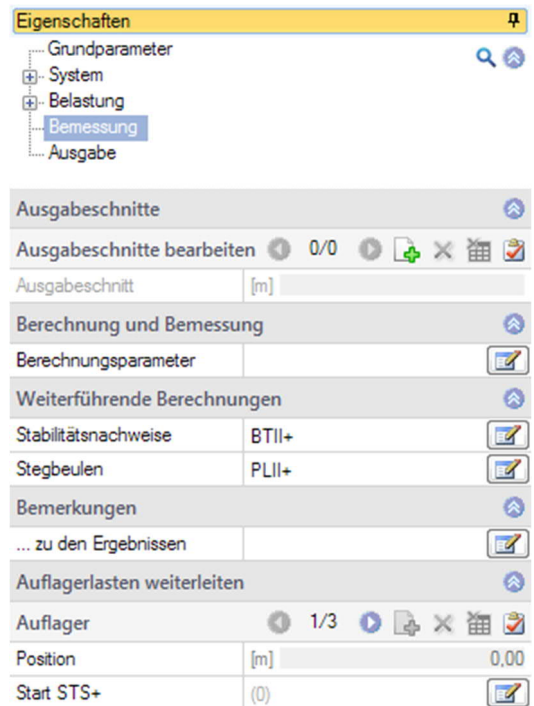 Eigenschaften
Grundparameter
System
Belastung
Bemessung
Ausgabe
Ausgabeschnitte
Ausgabeschnitte bearbeiten 0/0
Ausgabeschnitt [m]
Berechnung und Bemessung
Berechnungsparameter
Weiterführende Berechnungen
Stabilitätsnachweise BTII+
Stegbeulen PLII+
Bemerkungen
... zu den Ergebnissen
Auflagerlasten weiterleiten
Auflager 1/3
Position [m] 0,00
Start STS+ (0)